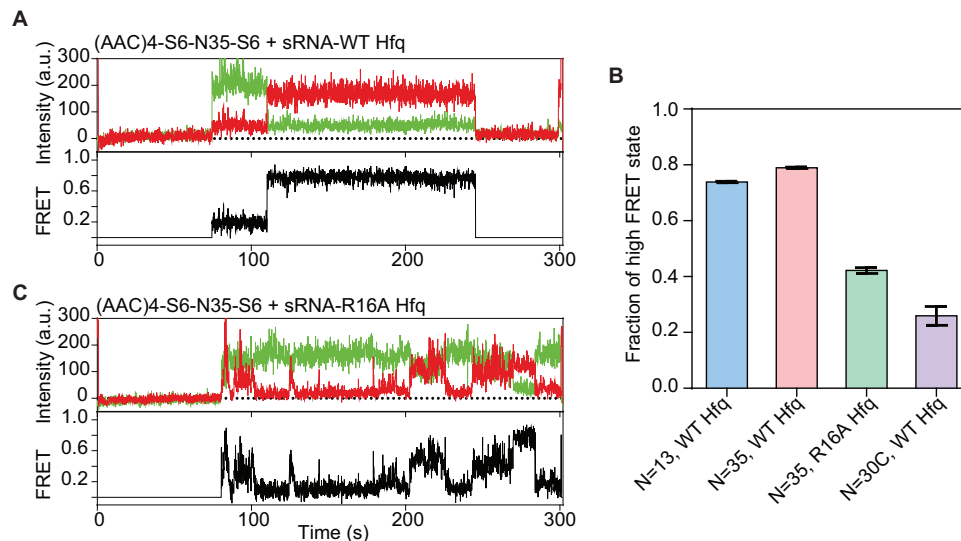 A
(AAC)4-S6-N35-S6 + sRNA-WT Hfq
Intensity (a.u.)
300
200
100
0
FRET
1.0
0.6
0.2
0
100
200
300
B
Fraction of high FRET state
1.0
0.8
0.6
0.4
0.2
0.0
N=13, WT Hfq
N=35, WT Hfq
N=35, R16A Hfq
N=30C, WT Hfq
C
(AAC)4-S6-N35-S6 + sRNA-R16A Hfq
Intensity (a.u.)
300
200
100
0
FRET
1.0
0.6
0.2
0
100
200
300
Time (s)